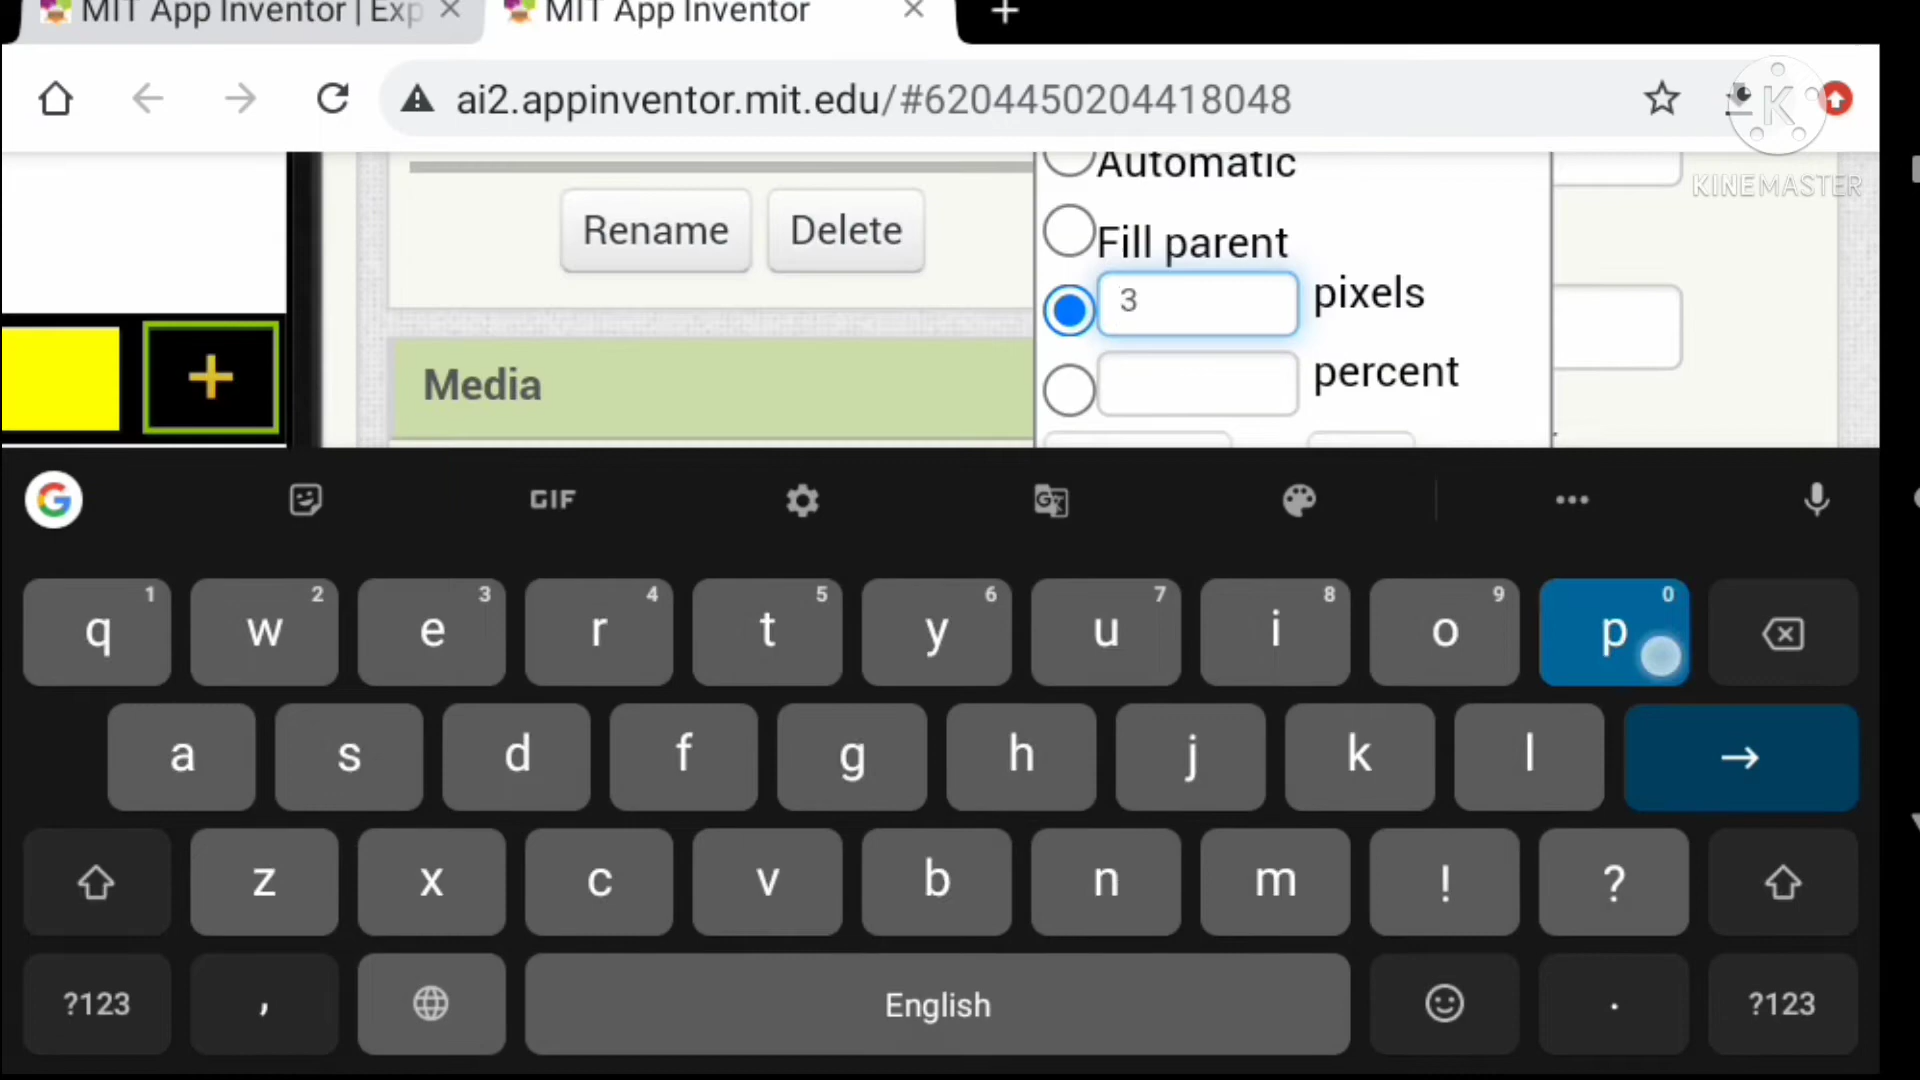 MIT App Inventor | Exp
MIT App Inventor
ai2.appinventor.mit.edu/#6204450204418048
K
KINEMASTER
Automatic
Rename
Delete
Fill parent
3
pixels
Media
percent
+
G
GIF
q 1 w 2 e 3 r 4 t 5 y 6 u 7 i 8 o 9 p 0
a s d f g h j k l
z x c v b n m ! ?
?123 , English . ?123